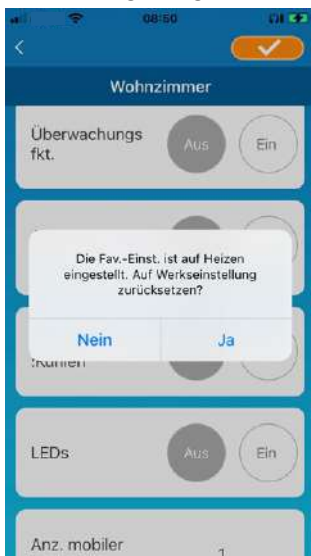 08:50
Wohnzimmer
Überwachungs
fkt.
Aus
Ein
Die Fav.-Einst. ist auf Heizen
eingestellt. Auf Werkseinstellung
zurücksetzen?
Nein
Ja
:Kühlen
LEDs
Aus
Ein
Anz. mobiler
1